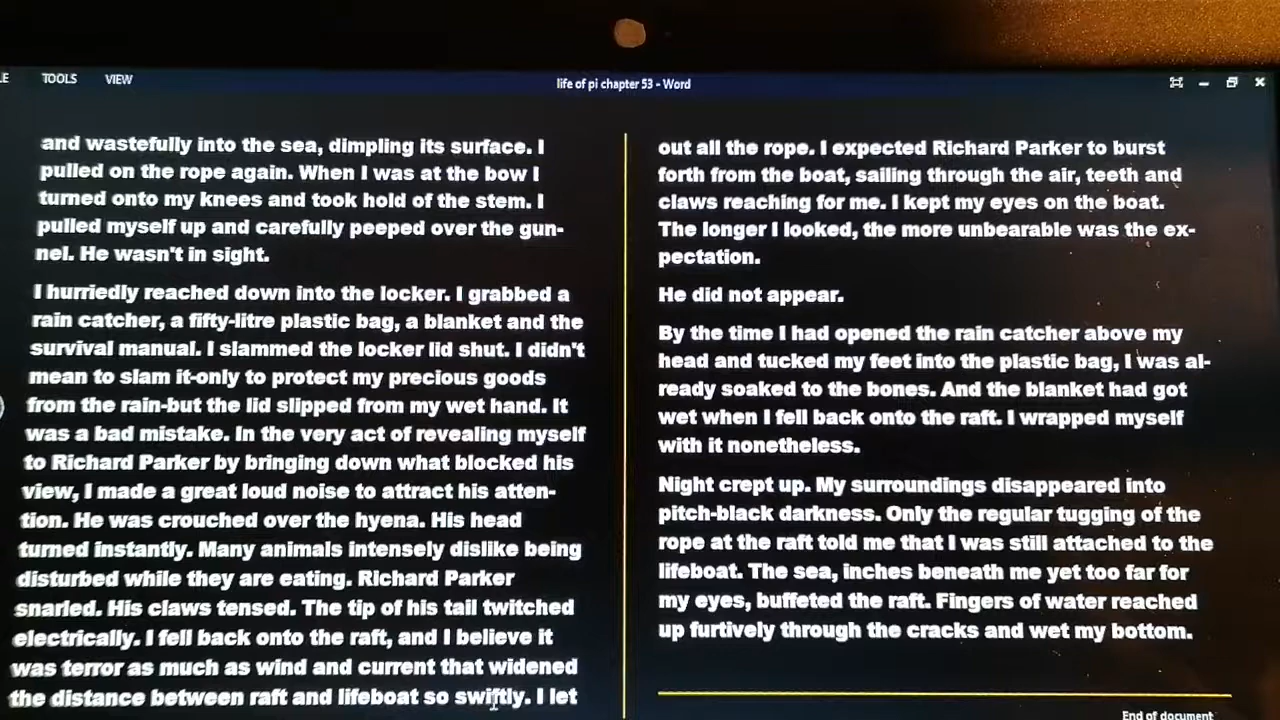 TOOLS
VIEW
life of pi chapter 53 - Word
and wastefully into the sea, dimpling its surface. I
pulled on the rope again. When I was at the bow I
turned onto my knees and took hold of the stem. I
pulled myself up and carefully peeped over the gun-
nel. He wasn't in sight.
I hurriedly reached down into the locker. I grabbed a
rain catcher, a fifty-litre plastic bag, a blanket and the
survival manual. I slammed the locker lid shut. I didn't
mean to slam it-only to protect my precious goods
from the rain-but the lid slipped from my wet hand. It
was a bad mistake. In the very act of revealing myself
to Richard Parker by bringing down what blocked his
view, I made a great loud noise to attract his atten-
tion. He was crouched over the hyena. His head
turned instantly. Many animals intensely dislike being
disturbed while they are eating. Richard Parker
snarled. His claws tensed. The tip of his tail twitched
electrically. I fell back onto the raft, and I believe it
was terror as much as wind and current that widened
the distance between raft and lifeboat so swiftly. I let
out all the rope. I expected Richard Parker to burst
forth from the boat, sailing through the air, teeth and
claws reaching for me. I kept my eyes on the boat.
The longer I looked, the more unbearable was the ex-
pectation.
He did not appear.
By the time I had opened the rain catcher above my
head and tucked my feet into the plastic bag, I was al-
ready soaked to the bones. And the blanket had got
wet when I fell back onto the raft. I wrapped myself
with it nonetheless.
Night crept up. My surroundings disappeared into
pitch-black darkness. Only the regular tugging of the
rope at the raft told me that I was still attached to the
lifeboat. The sea, inches beneath me yet too far for
my eyes, buffeted the raft. Fingers of water reached
up furtively through the cracks and wet my bottom.
End of document